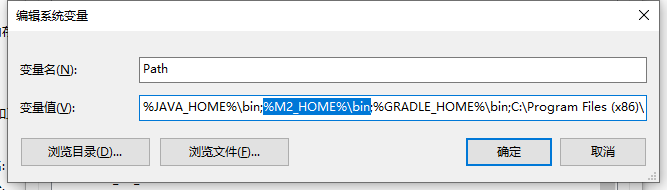 编辑系统变量
变量名(N):
Path
变量值(V):
%JAVA_HOME%\bin;%M2_HOME%\bin;%GRADLE_HOME%\bin;C:\Program Files (x86)\
浏览目录(D)...
浏览文件(F)...
确定
取消